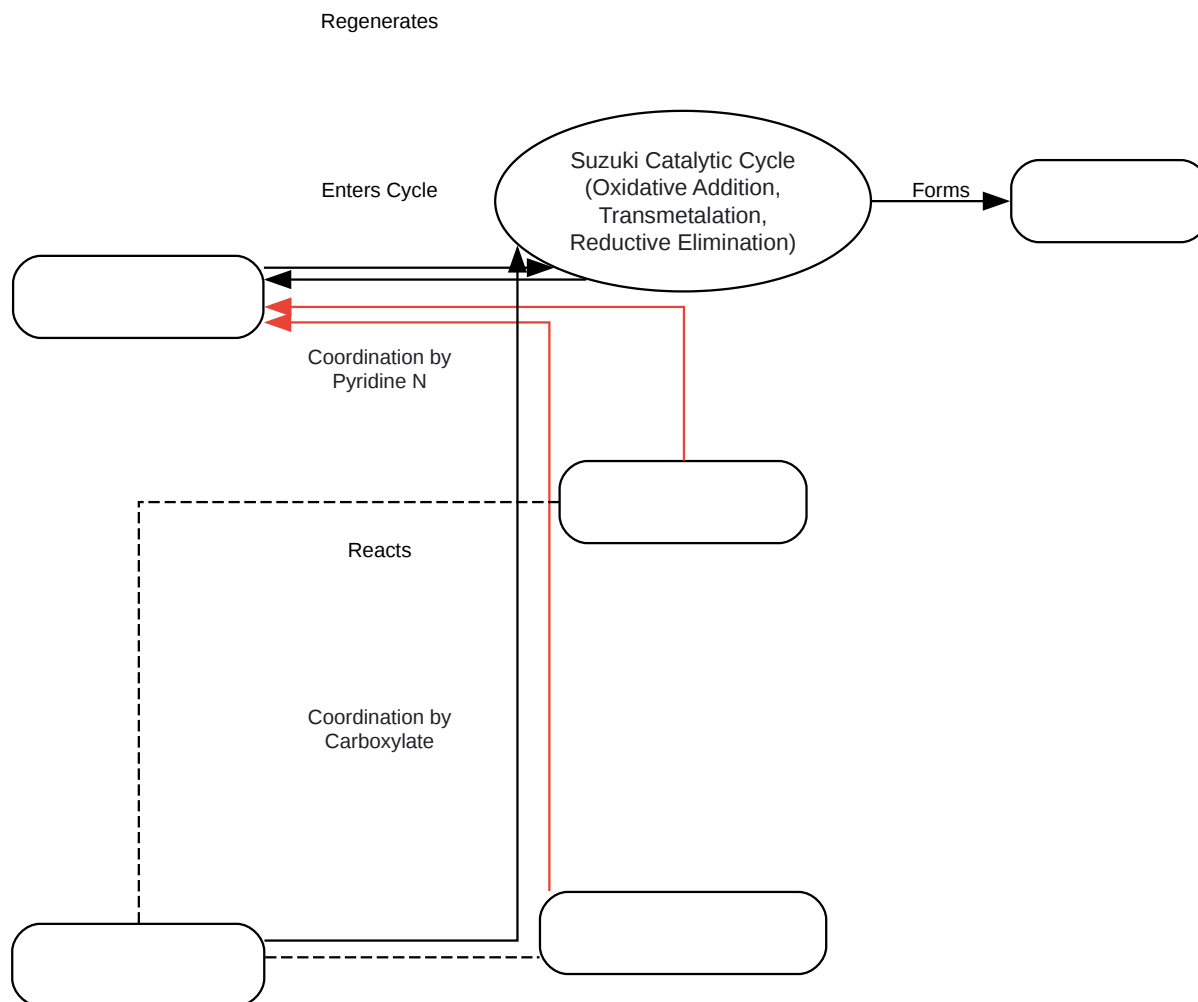 Regenerates
Suzuki Catalytic Cycle
(Oxidative Addition,
Transmetalation,
Reductive Elimination)
Enters Cycle
Forms
Coordination by
Pyridine N
Reacts
Coordination by
Carboxylate